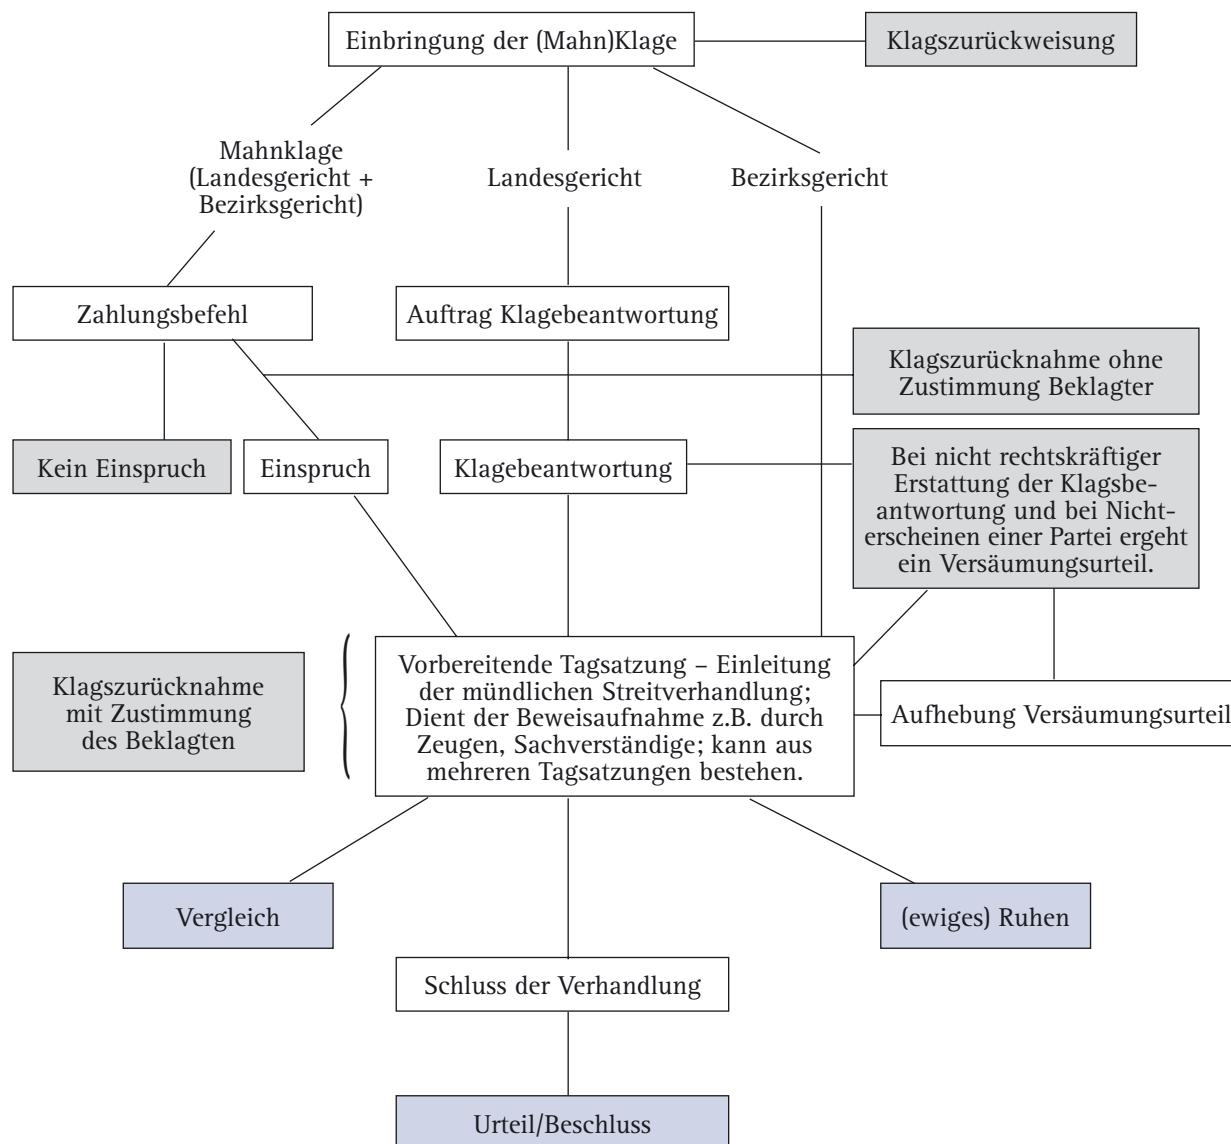 Einbringung der (Mahn)Klage
Klagszurückweisung
Mahnklage
(Landesgericht +
Bezirksgericht)
Landesgericht
Bezirksgericht
Zahlungsbefehl
Auftrag Klagebeantwortung
Klagszurücknahme ohne
Zustimmung Beklagter
Kein Einspruch
Einspruch
Klagebeantwortung
Bei nicht rechtskräftiger
Erstattung der Klagsbe-
antwortung und bei Nicht-
erscheinen einer Partei ergeht
ein Versäumungsurteil.
Klagszurücknahme
mit Zustimmung
des Beklagten
Vorbereitende Tagsatzung – Einleitung
der mündlichen Streitverhandlung;
Dient der Beweisaufnahme z.B. durch
Zeugen, Sachverständige; kann aus
mehreren Tagsatzungen bestehen.
Aufhebung Versäumungsurteil
Vergleich
(ewiges) Ruhen
Schluss der Verhandlung
Urteil/Beschluss